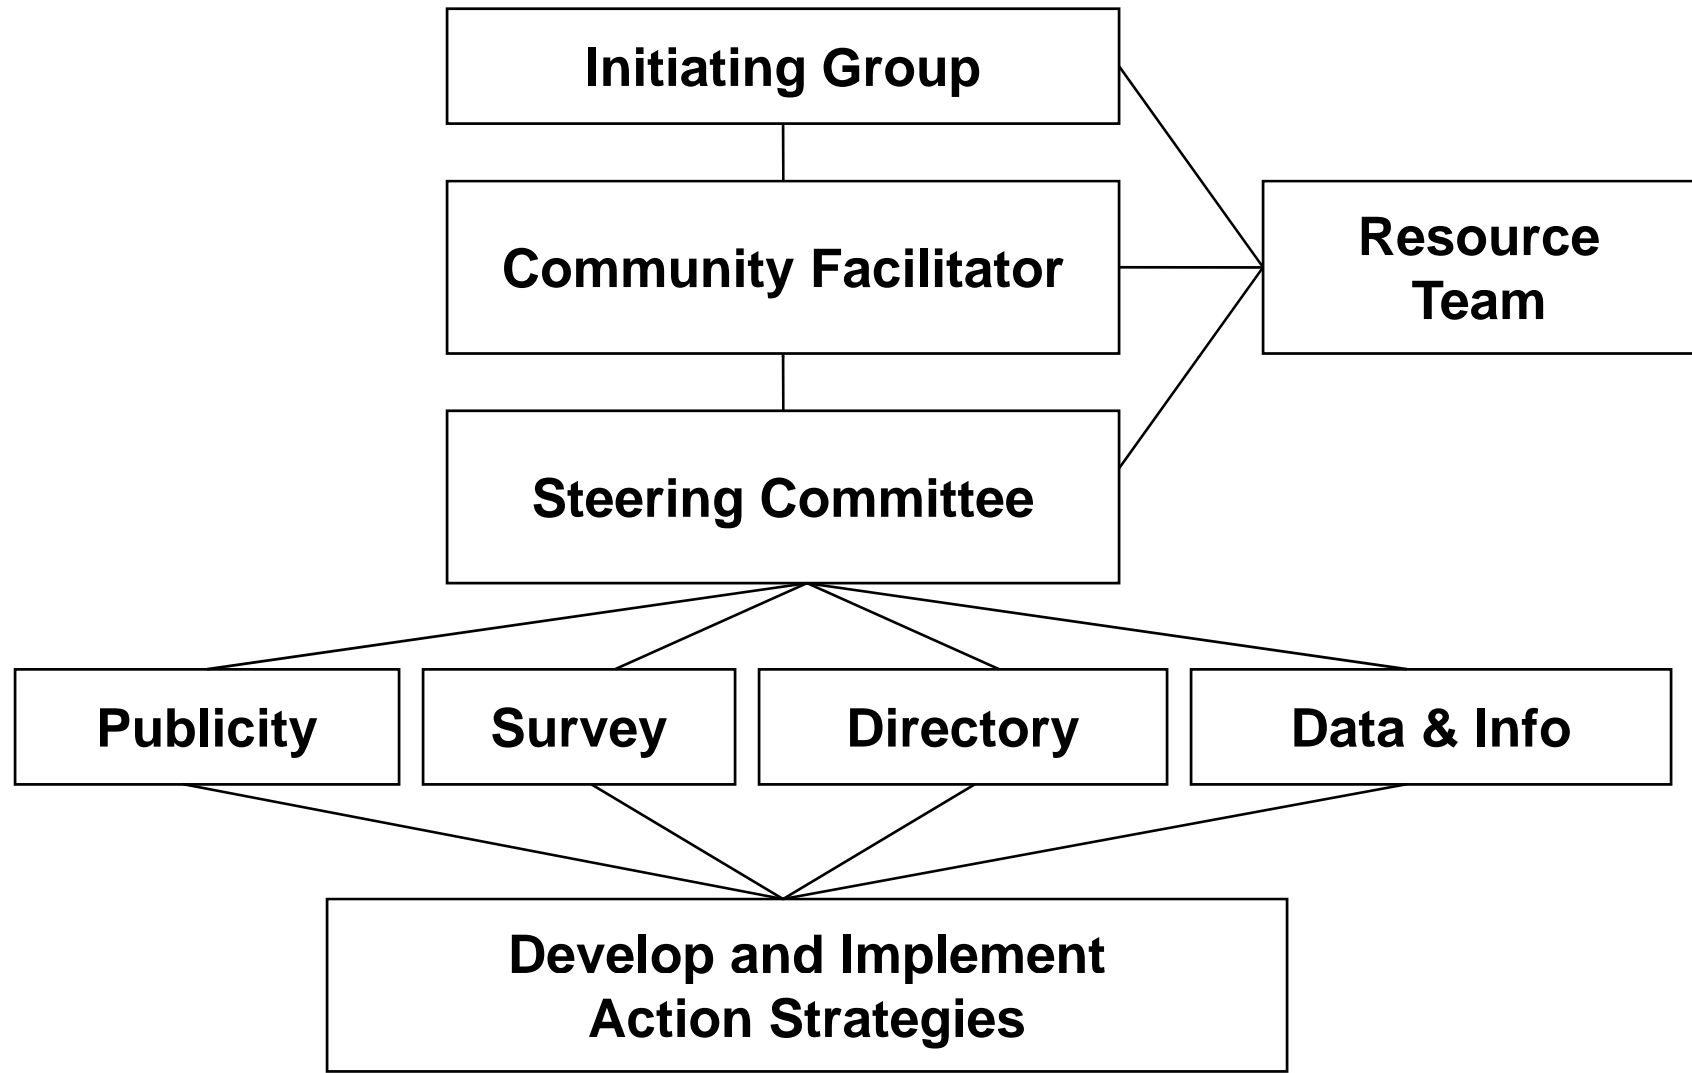 Initiating Group
Community Facilitator
Resource
Team
Steering Committee
Publicity
Survey
Directory
Data & Info
Develop and Implement
Action Strategies